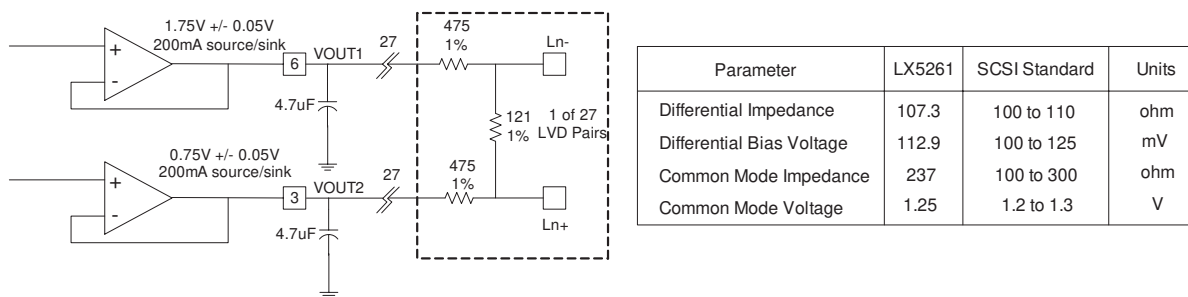 1.75V +/- 0.05V
200mA source/sink
+
-
6
VOUT1
27
475
1%
Ln-
4.7uF
121
1%
1 of 27
LVD Pairs
0.75V +/- 0.05V
200mA source/sink
+
-
3
VOUT2
27
475
1%
Ln+
4.7uF
Parameter LX5261 SCSI Standard Units
Differential Impedance 107.3 100 to 110 ohm
Differential Bias Voltage 112.9 100 to 125 mV
Common Mode Impedance 237 100 to 300 ohm
Common Mode Voltage 1.25 1.2 to 1.3 V